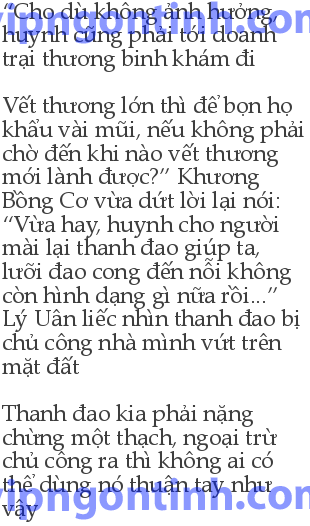 “Cho dù không ảnh hưởng,
huynh cũng phải tới doanh
trại thương binh khám đi
Vết thương lớn thì để bọn họ
khẩu vài mũi, nếu không phải
chờ đến khi nào vết thương
mới lành được?” Khương
Bồng Cơ vừa dứt lời lại nói:
“Vừa hay, huynh cho người
mài lại thanh đao giúp ta,
lưỡi đao cong đến nỗi không
còn hình dạng gì nữa rồi...”
Lý Uân liếc nhìn thanh đao bị
chủ công nhà mình vứt trên
mặt đất
Thanh đao kia phải nặng
chừng một thạch, ngoại trừ
chủ công ra thì không ai có
thể dùng nó thuận tay như
vậy
vipngontinh.com
vipngontinh.com